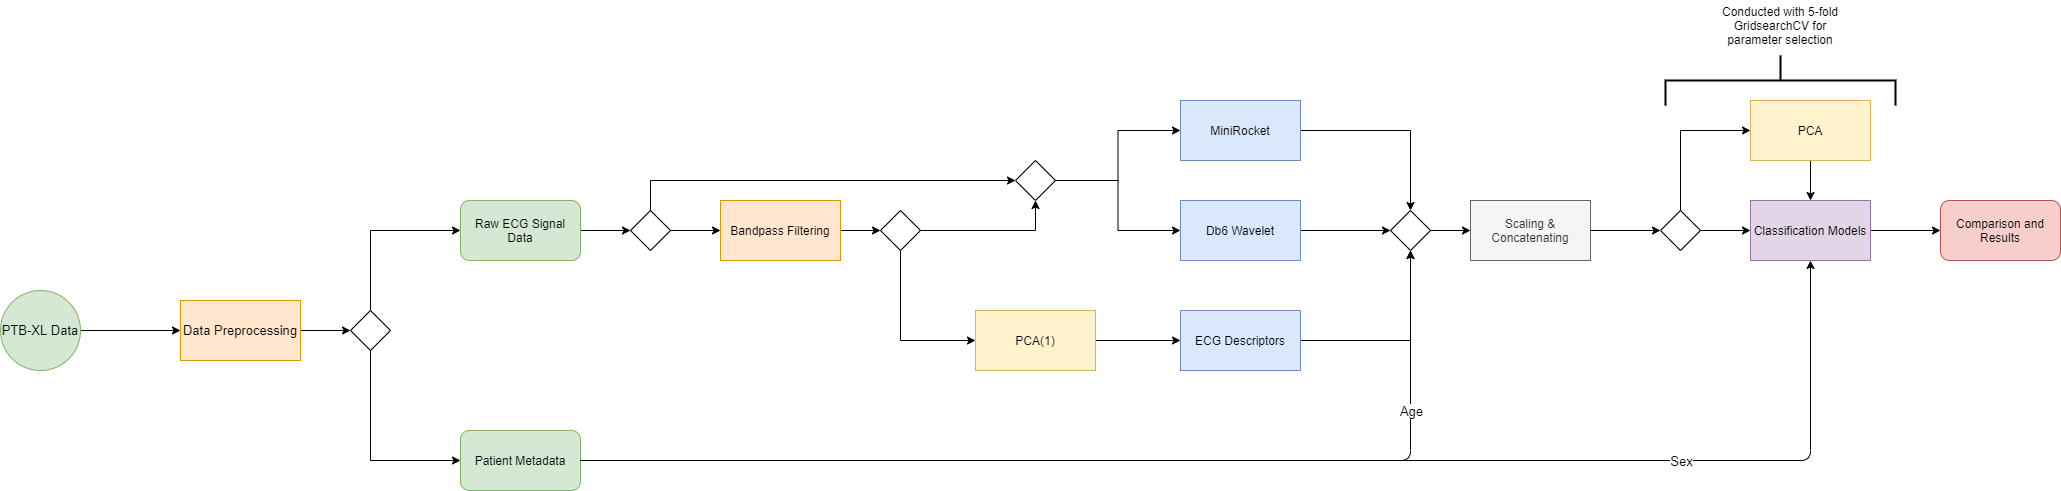 Conducted with 5-fold
GridsearchCV for
parameter selection
MiniRocket
PCA
Raw ECG Signal
Data
Bandpass Filtering
Db6 Wavelet
Scaling &
Concatenating
Classification Models
Comparison and
Results
PTB-XL Data
Data Preprocessing
PCA(1)
ECG Descriptors
Age
Patient Metadata
Sex